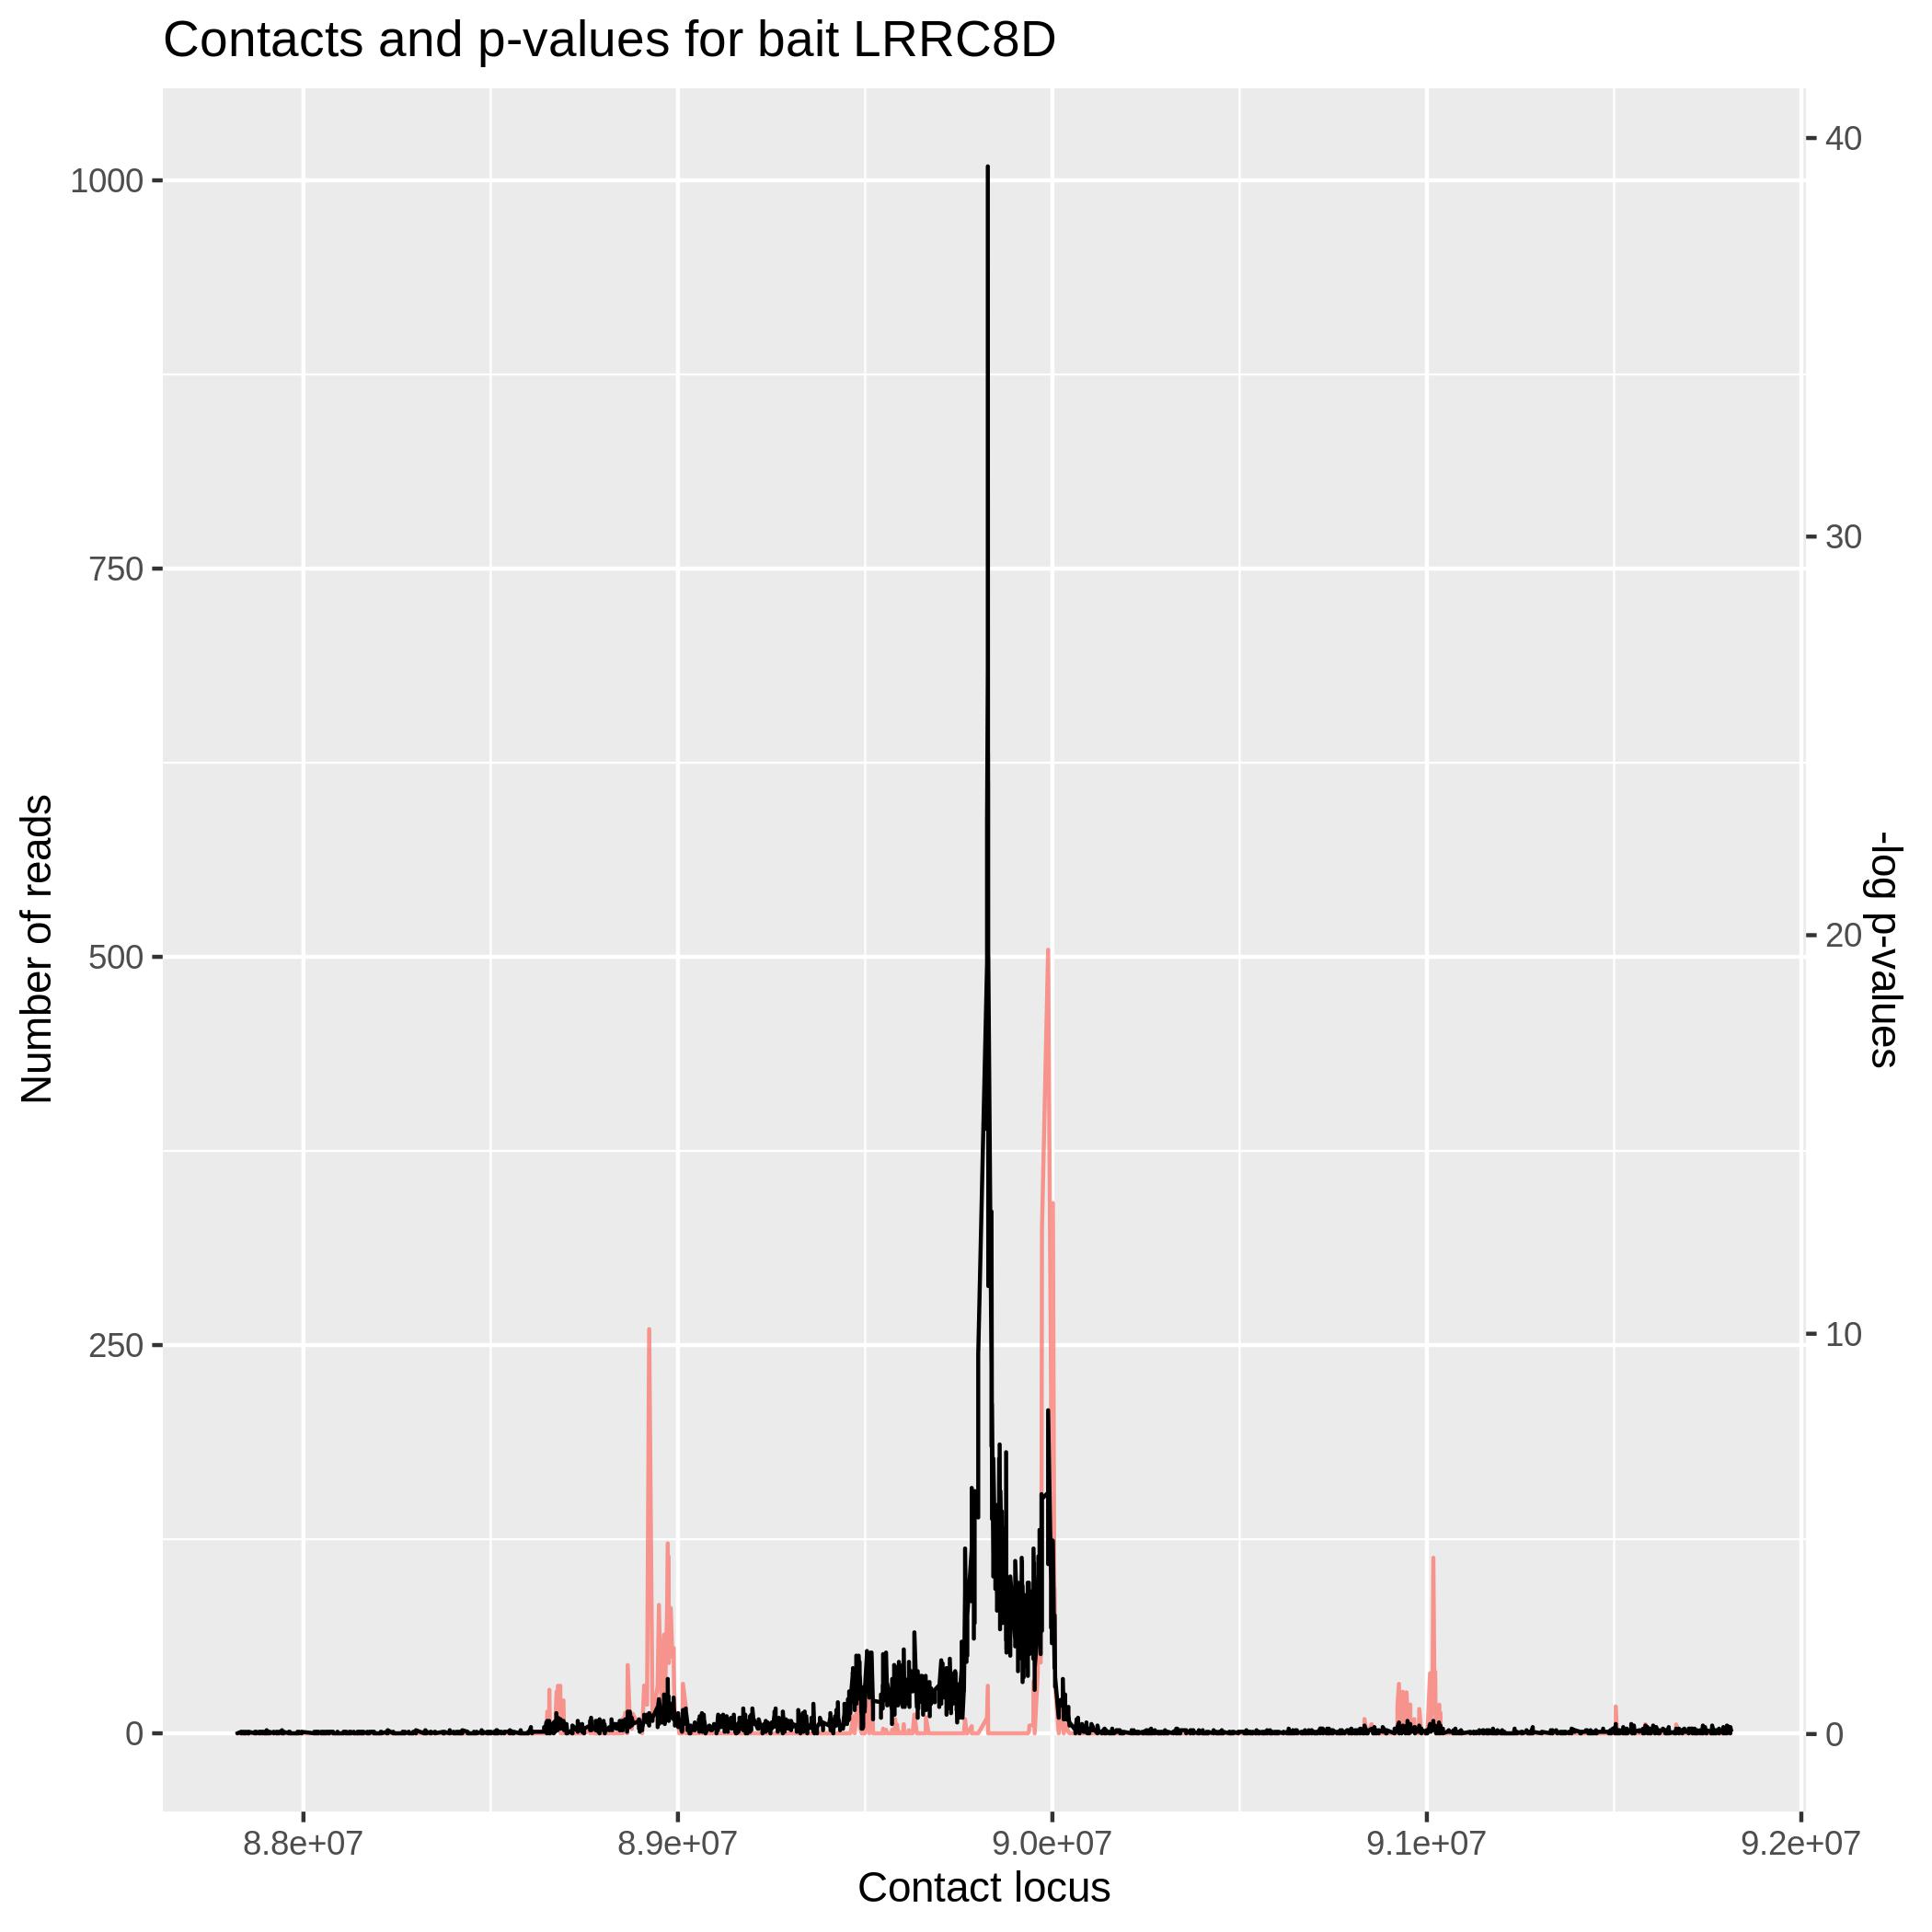 Contacts and p-values for bait LRRC8D
1000
750
500
250
0
Number of reads
40
30
20
10
0
-log p-values
8.8e+07
8.9e+07
9.0e+07
9.1e+07
9.2e+07
Contact locus